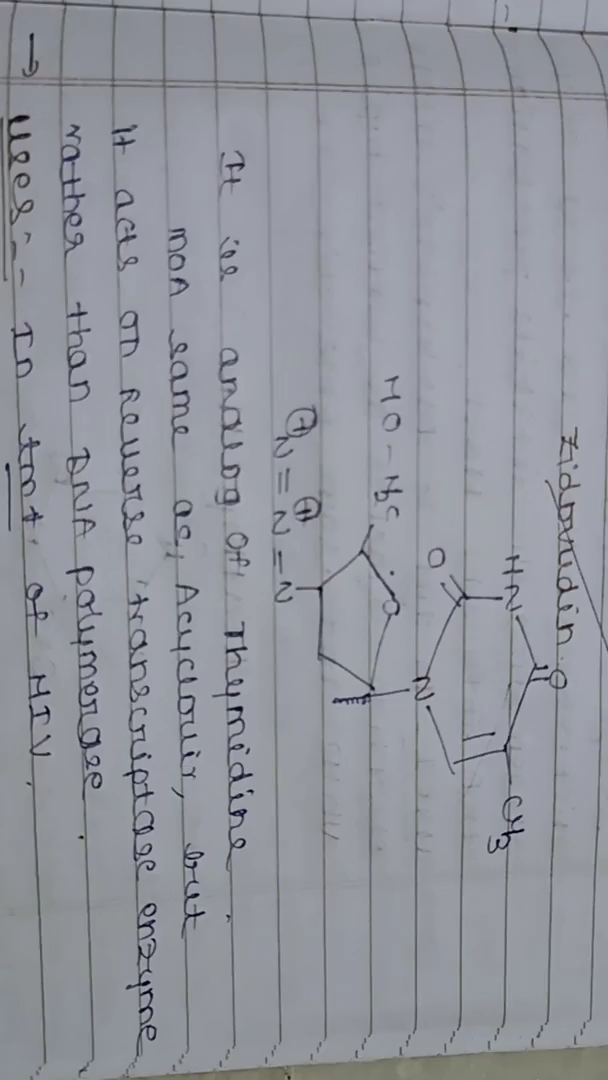 Zidovudin
O
HN
CH3
O
N
O
HO-H2C
N=N=N
It is analog of Thymidine.
MOA same as, Acyclovir, but
it acts on Reverse transcriptase enzyme
rather than DNA polymerase.
→ Uses:- In tmt. of HIV.